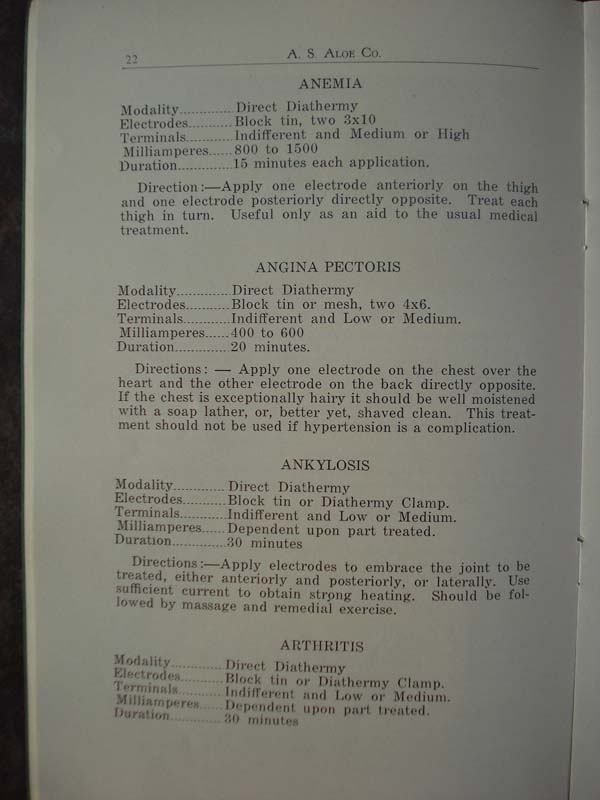 22
A. S. ALOE CO.
ANEMIA
Modality.............Direct Diathermy
Electrodes...........Block tin, two 3x10
Terminals............Indifferent and Medium or High
Milliamperes......800 to 1500
Duration..............15 minutes each application.
Direction:—Apply one electrode anteriorly on the thigh
and one electrode posteriorly directly opposite. Treat each
thigh in turn. Useful only as an aid to the usual medical
treatment.
ANGINA PECTORIS
Modality.............Direct Diathermy
Electrodes...........Block tin or mesh, two 4x6.
Terminals............Indifferent and Low or Medium.
Milliamperes......400 to 600
Duration..............20 minutes.
Directions: — Apply one electrode on the chest over the
heart and the other electrode on the back directly opposite.
If the chest is exceptionally hairy it should be well moistened
with a soap lather, or, better yet, shaved clean. This treat-
ment should not be used if hypertension is a complication.
ANKYLOSIS
Modality.............Direct Diathermy
Electrodes...........Block tin or Diathermy Clamp.
Terminals............Indifferent and Low or Medium.
Milliamperes......Dependent upon part treated.
Duration..............30 minutes
Directions:—Apply electrodes to embrace the joint to be
treated, either anteriorly and posteriorly, or laterally. Use
sufficient current to obtain strong heating. Should be fol-
lowed by massage and remedial exercise.
ARTHRITIS
Modality.............Direct Diathermy
Electrodes...........Block tin or Diathermy Clamp.
Terminals............Indifferent and Low or Medium.
Milliamperes......Dependent upon part treated.
Duration..............30 minutes